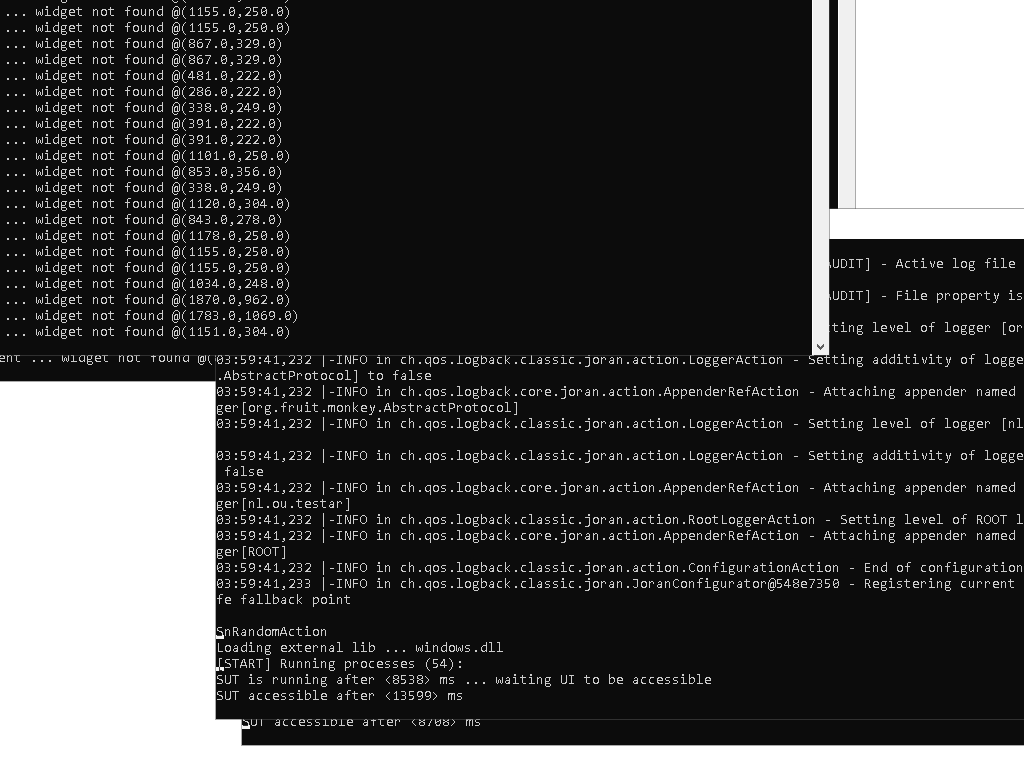 ... widget not found @(1155.0,250.0)
... widget not found @(1155.0,250.0)
... widget not found @(867.0,329.0)
... widget not found @(867.0,329.0)
... widget not found @(481.0,222.0)
... widget not found @(286.0,222.0)
... widget not found @(338.0,249.0)
... widget not found @(391.0,222.0)
... widget not found @(391.0,222.0)
... widget not found @(1101.0,250.0)
... widget not found @(853.0,356.0)
... widget not found @(338.0,249.0)
... widget not found @(1120.0,304.0)
... widget not found @(843.0,278.0)
... widget not found @(1178.0,250.0)
... widget not found @(1155.0,250.0)
... widget not found @(1155.0,250.0)
... widget not found @(1034.0,248.0)
... widget not found @(1870.0,962.0)
... widget not found @(1783.0,1069.0)
... widget not found @(1151.0,304.0)
UDIT] - Active log file
UDIT] - File property is
ting level of logger [or
ent ... widget not found @(
03:59:41,232 |-INFO in ch.qos.logback.classic.joran.action.LoggerAction - Setting additivity of logge
.AbstractProtocol] to false
03:59:41,232 |-INFO in ch.qos.logback.core.joran.action.AppenderRefAction - Attaching appender named
ger[org.fruit.monkey.AbstractProtocol]
03:59:41,232 |-INFO in ch.qos.logback.classic.joran.action.LoggerAction - Setting level of logger [nl
03:59:41,232 |-INFO in ch.qos.logback.classic.joran.action.LoggerAction - Setting additivity of logge
false
03:59:41,232 |-INFO in ch.qos.logback.core.joran.action.AppenderRefAction - Attaching appender named
ger[nl.ou.testar]
03:59:41,232 |-INFO in ch.qos.logback.classic.joran.action.RootLoggerAction - Setting level of ROOT l
03:59:41,232 |-INFO in ch.qos.logback.core.joran.action.AppenderRefAction - Attaching appender named
ger[ROOT]
03:59:41,232 |-INFO in ch.qos.logback.classic.joran.action.ConfigurationAction - End of configuration
03:59:41,233 |-INFO in ch.qos.logback.classic.joran.JoranConfigurator@548e7350 - Registering current
fe fallback point
SnRandomAction
Loading external lib ... windows.dll
[START] Running processes (54):
SUT is running after <8538> ms ... waiting UI to be accessible
SUT accessible after <13599> ms
SUT accessible after <8708> ms